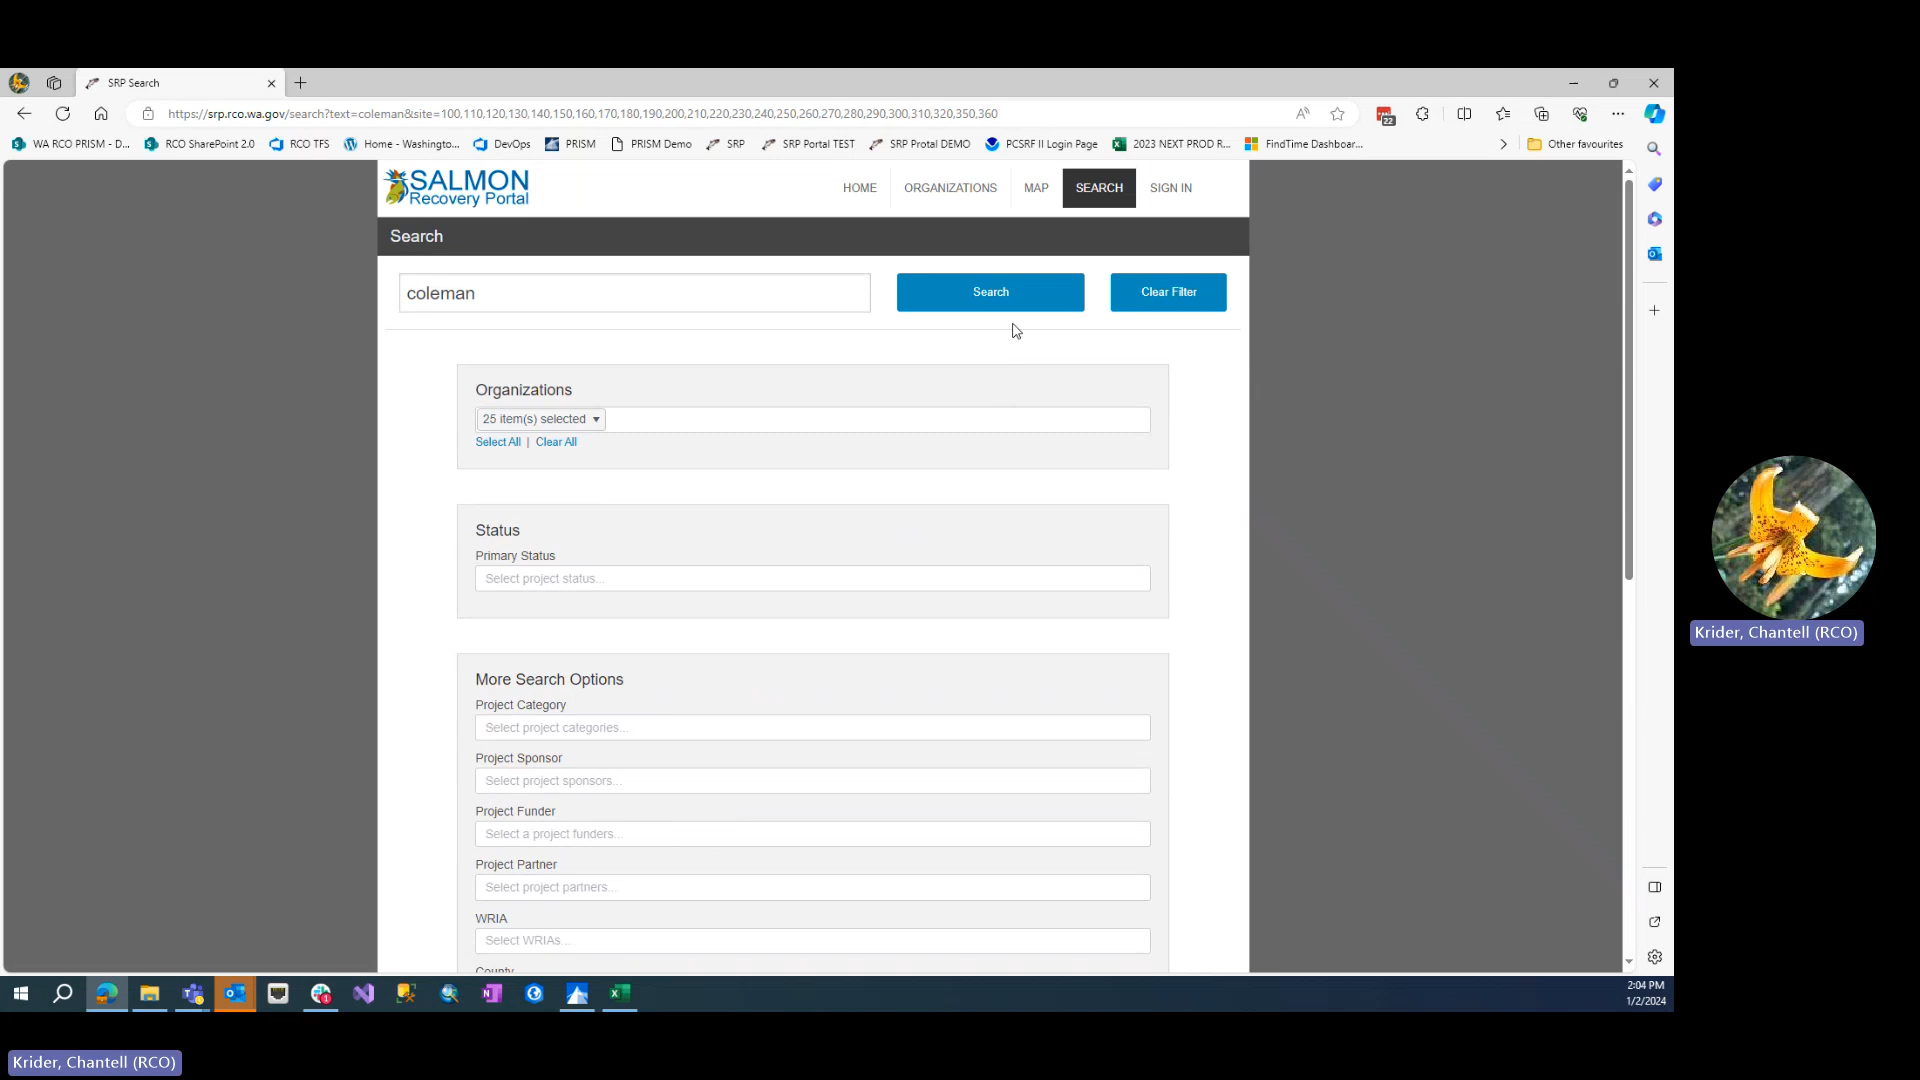 SRP Search
https://srp.rco.wa.gov/search?text=coleman&site=100,110,120,130,140,150,160,170,180,190,200,210,220,230,240,250,260,270,280,290,300,310,320,350,360
22
WA RCO PRISM - D... RCO SharePoint 2.0 RCO TFS Home - Washingto... DevOps PRISM PRISM Demo SRP SRP Portal TEST SRP Protal DEMO PCSRF II Login Page 2023 NEXT PROD R... FindTime Dashboar... Other favourites
SALMON
Recovery Portal
HOME ORGANIZATIONS MAP SEARCH SIGN IN
Search
coleman Search Clear Filter
Organizations
25 item(s) selected
Select All | Clear All
Status
Primary Status
Select project status...
More Search Options
Project Category
Select project categories...
Project Sponsor
Select project sponsors...
Project Funder
Select a project funders...
Project Partner
Select project partners...
WRIA
Select WRIAs...
County
Krider, Chantell (RCO)
2:04 PM
1/2/2024
Krider, Chantell (RCO)